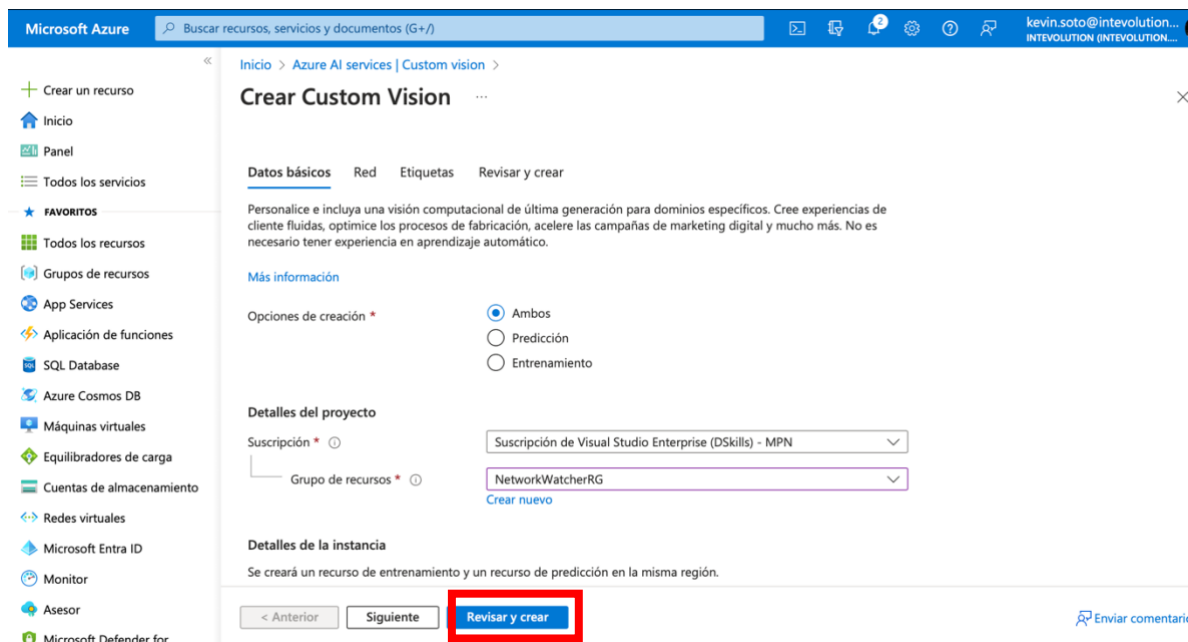 Microsoft Azure
Buscar recursos, servicios y documentos (G+/)
2
kevin.soto@intevolution...
INTEVOLUTION (INTEVOLUTION....
Crear un recurso
Inicio
Panel
Todos los servicios
FAVORITOS
Todos los recursos
Grupos de recursos
App Services
Aplicación de funciones
SQL Database
Azure Cosmos DB
Máquinas virtuales
Equilibradores de carga
Cuentas de almacenamiento
Redes virtuales
Microsoft Entra ID
Monitor
Asesor
Microsoft Defender for
Inicio > Azure AI services | Custom vision >
Crear Custom Vision ...
Datos básicos Red Etiquetas Revisar y crear
Personalice e incluya una visión computacional de última generación para dominios específicos. Cree experiencias de
cliente fluidas, optimice los procesos de fabricación, acelere las campañas de marketing digital y mucho más. No es
necesario tener experiencia en aprendizaje automático.
Más información
Opciones de creación *
Ambos
Predicción
Entrenamiento
Detalles del proyecto
Suscripción * Suscripción de Visual Studio Enterprise (DSkills) - MPN
Grupo de recursos * NetworkWatcherRG
Crear nuevo
Detalles de la instancia
Se creará un recurso de entrenamiento y un recurso de predicción en la misma región.
< Anterior Siguiente Revisar y crear
Enviar comentario